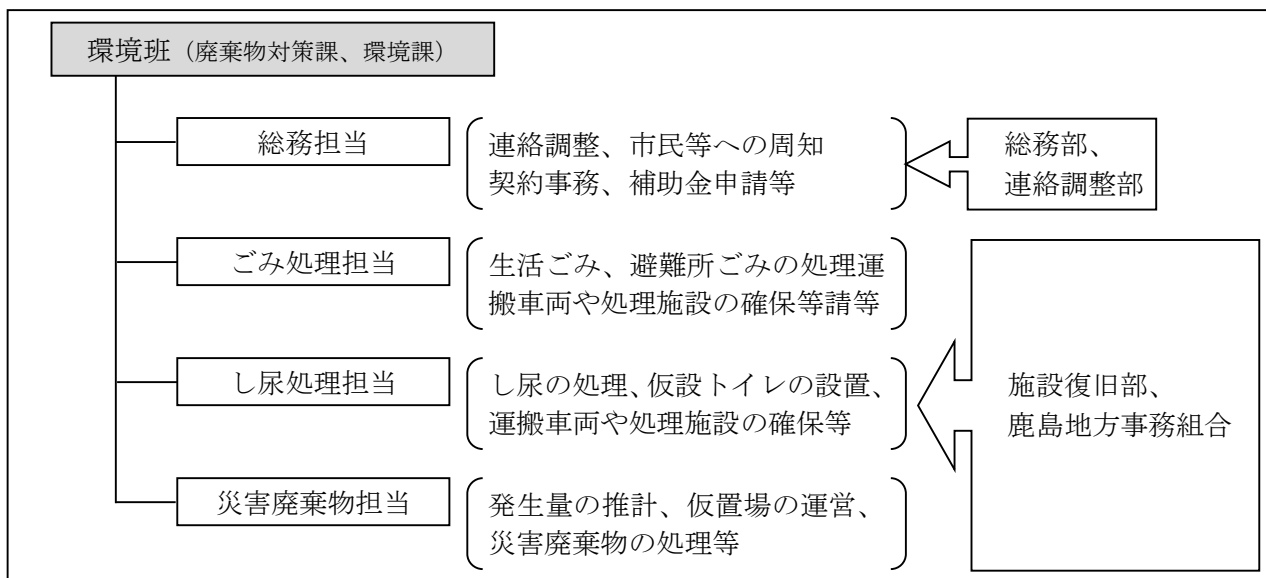 環境班（廃棄物対策課、環境課）
総務担当
連絡調整、市民等への周知
契約事務、補助金申請等
総務部、
連絡調整部
ごみ処理担当
生活ごみ、避難所ごみの処理運
搬車両や処理施設の確保等請等
し尿処理担当
し尿の処理、仮設トイレの設置、
運搬車両や処理施設の確保等
施設復旧部、
鹿島地方事務組合
災害廃棄物担当
発生量の推計、仮置場の運営、
災害廃棄物の処理等